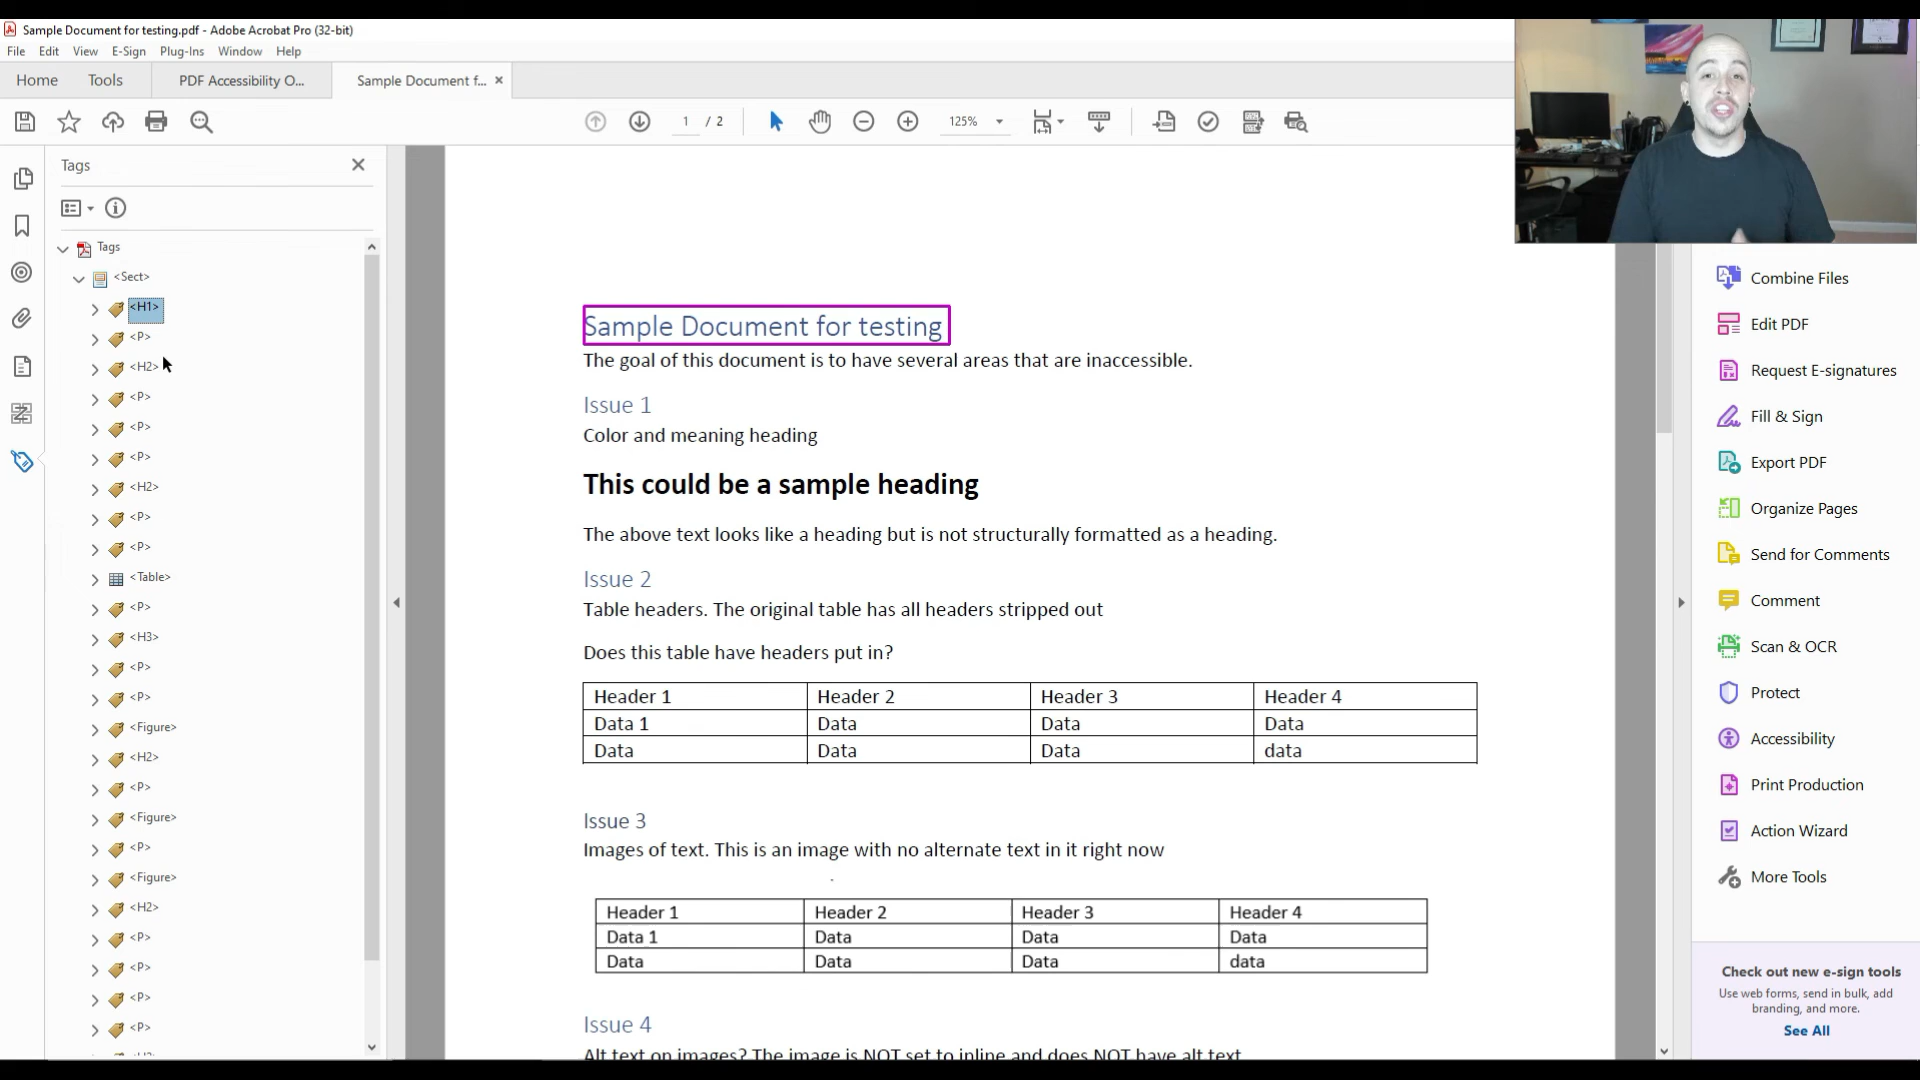 Sample Document for testing.pdf - Adobe Acrobat Pro (32-bit)
File Edit View E-Sign Plug-Ins Window Help
Home Tools PDF Accessibility O... Sample Document f... ×
1 / 2 125%
Tags
Tags
<Sect>
<H1>
<P>
<H2>
<P>
<P>
<P>
<H2>
<P>
<P>
<Table>
<P>
<H3>
<P>
<P>
<Figure>
<H2>
<P>
<Figure>
<P>
<Figure>
<H2>
<P>
<P>
<P>
<P>
Sample Document for testing
The goal of this document is to have several areas that are inaccessible.
Issue 1
Color and meaning heading
This could be a sample heading
The above text looks like a heading but is not structurally formatted as a heading.
Issue 2
Table headers. The original table has all headers stripped out
Does this table have headers put in?
Header 1 Header 2 Header 3 Header 4
Data 1 Data Data Data
Data Data Data data
Issue 3
Images of text. This is an image with no alternate text in it right now
Header 1 Header 2 Header 3 Header 4
Data 1 Data Data Data
Data Data Data data
Issue 4
Alt text on images? The image is NOT set to inline and does NOT have alt text
Combine Files
Edit PDF
Request E-signatures
Fill & Sign
Export PDF
Organize Pages
Send for Comments
Comment
Scan & OCR
Protect
Accessibility
Print Production
Action Wizard
More Tools
Check out new e-sign tools
Use web forms, send in bulk, add
branding, and more.
See All